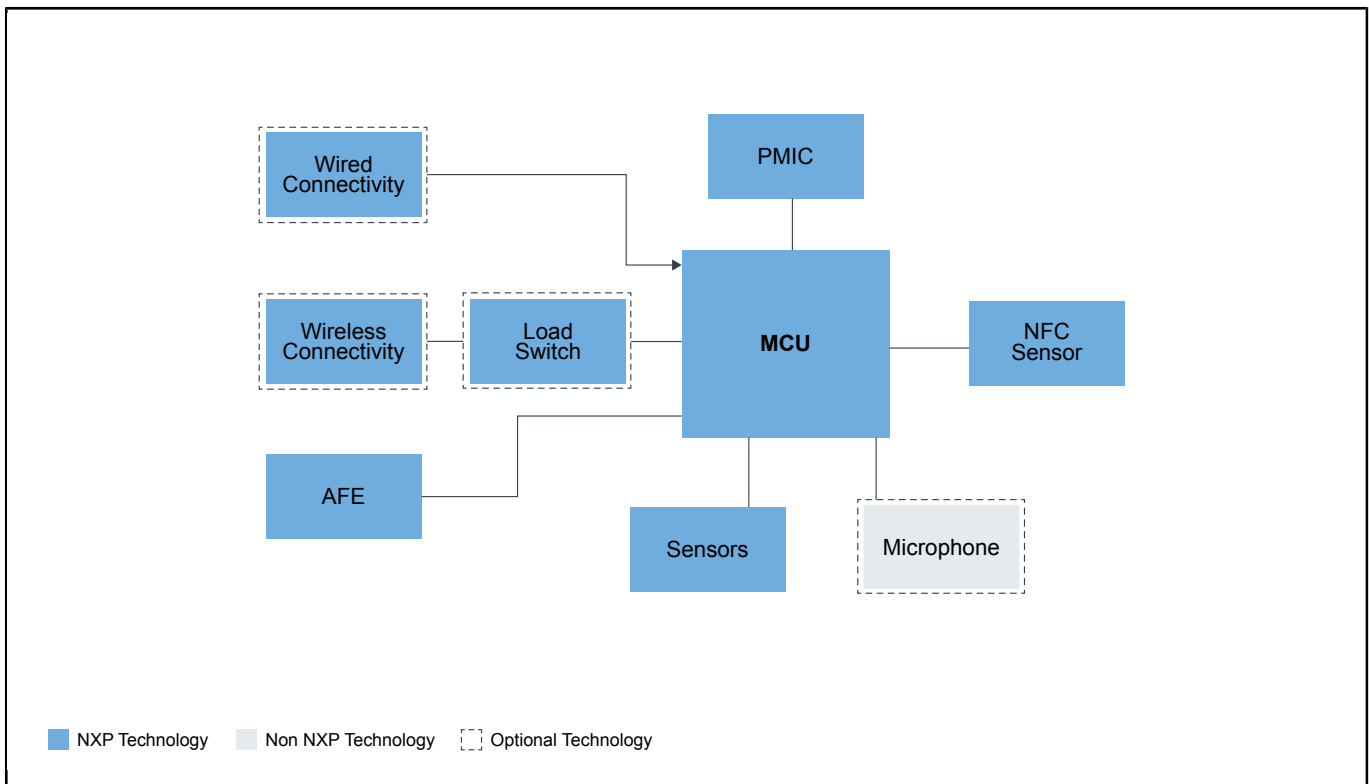 Wired
Connectivity
PMIC
Wireless
Connectivity
Load
Switch
MCU
NFC
Sensor
AFE
Sensors
Microphone
NXP Technology
Non NXP Technology
Optional Technology